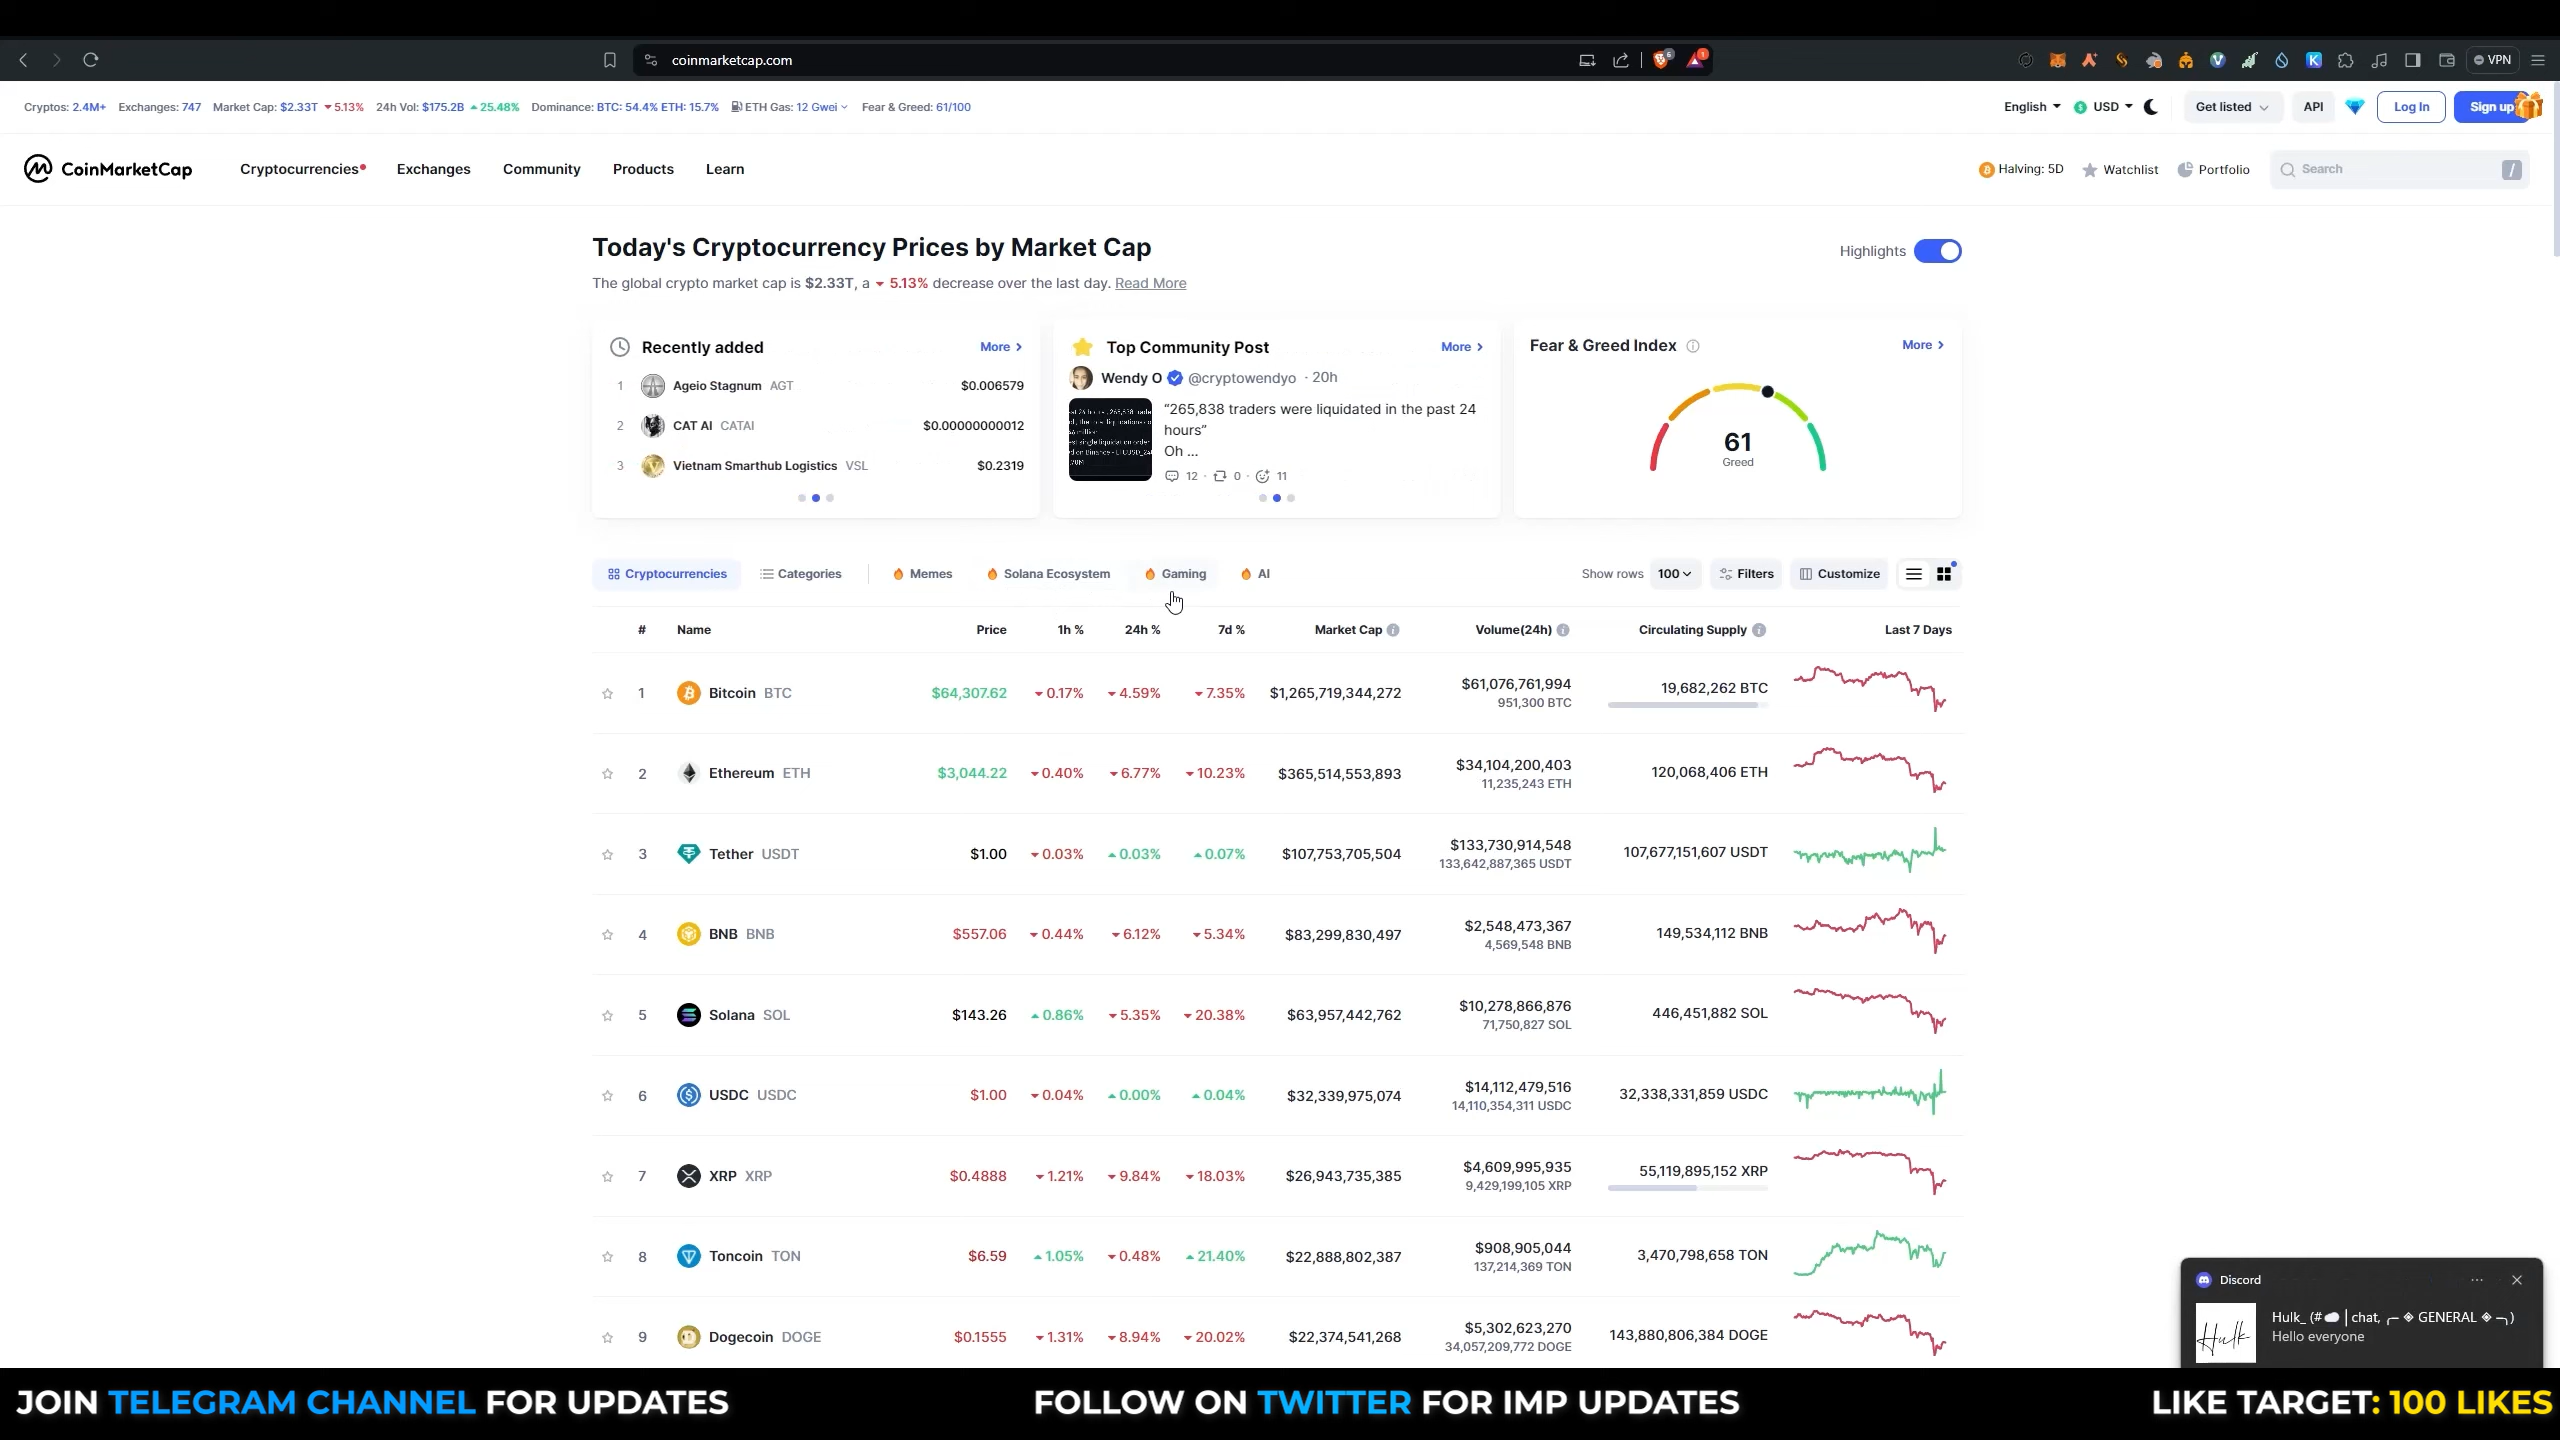 coinmarketcap.com
VPN
Cryptos: 2.4M+ Exchanges: 747 Market Cap: $2.33T 5.13% 24h Vol: $175.2B 25.48% Dominance: BTC: 54.4% ETH: 15.7% ETH Gas: 12 Gwei Fear & Greed: 61/100
English USD Get listed API Log In Sign up
CoinMarketCap Cryptocurrencies Exchanges Community Products Learn
Halving: 5D Watchlist Portfolio Search /
Today's Cryptocurrency Prices by Market Cap
Highlights
The global crypto market cap is $2.33T, a 5.13% decrease over the last day. Read More
Recently added More
1 Ageio Stagnum AGT $0.006579
2 CAT AI CATAI $0.00000000012
3 Vietnam Smarthub Logistics VSL $0.2319
Top Community Post More
Wendy O @cryptowendyo · 20h
“265,838 traders were liquidated in the past 24
hours”
Oh ...
12 · 0 · 11
Fear & Greed Index More
61
Greed
Cryptocurrencies Categories Memes Solana Ecosystem Gaming AI
Show rows 100 Filters Customize
# Name Price 1h % 24h % 7d % Market Cap Volume(24h) Circulating Supply Last 7 Days
1 Bitcoin BTC $64,307.62 0.17% 4.59% 7.35% $1,265,719,344,272 $61,076,761,994 19,682,262 BTC
951,300 BTC
2 Ethereum ETH $3,044.22 0.40% 6.77% 10.23% $365,514,553,893 $34,104,200,403 120,068,406 ETH
11,235,243 ETH
3 Tether USDT $1.00 0.03% 0.03% 0.07% $107,753,705,504 $133,730,914,548 107,677,151,607 USDT
133,642,887,365 USDT
4 BNB BNB $557.06 0.44% 6.12% 5.34% $83,299,830,497 $2,548,473,367 149,534,112 BNB
4,569,548 BNB
5 Solana SOL $143.26 0.86% 5.35% 20.38% $63,957,442,762 $10,278,866,876 446,451,882 SOL
71,750,827 SOL
6 USDC USDC $1.00 0.04% 0.00% 0.04% $32,339,975,074 $14,112,479,516 32,338,331,859 USDC
14,110,354,311 USDC
7 XRP XRP $0.4888 1.21% 9.84% 18.03% $26,943,735,385 $4,609,995,935 55,119,895,152 XRP
9,429,199,105 XRP
8 Toncoin TON $6.59 1.05% 0.48% 21.40% $22,888,802,387 $908,905,044 3,470,798,658 TON
137,214,369 TON
9 Dogecoin DOGE $0.1555 1.31% 8.94% 20.02% $22,374,541,268 $5,302,623,270 143,880,806,384 DOGE
34,057,209,772 DOGE
Discord
Hulk
Hulk_ (# | chat, GENERAL )
Hello everyone
JOIN TELEGRAM CHANNEL FOR UPDATES
FOLLOW ON TWITTER FOR IMP UPDATES
LIKE TARGET: 100 LIKES